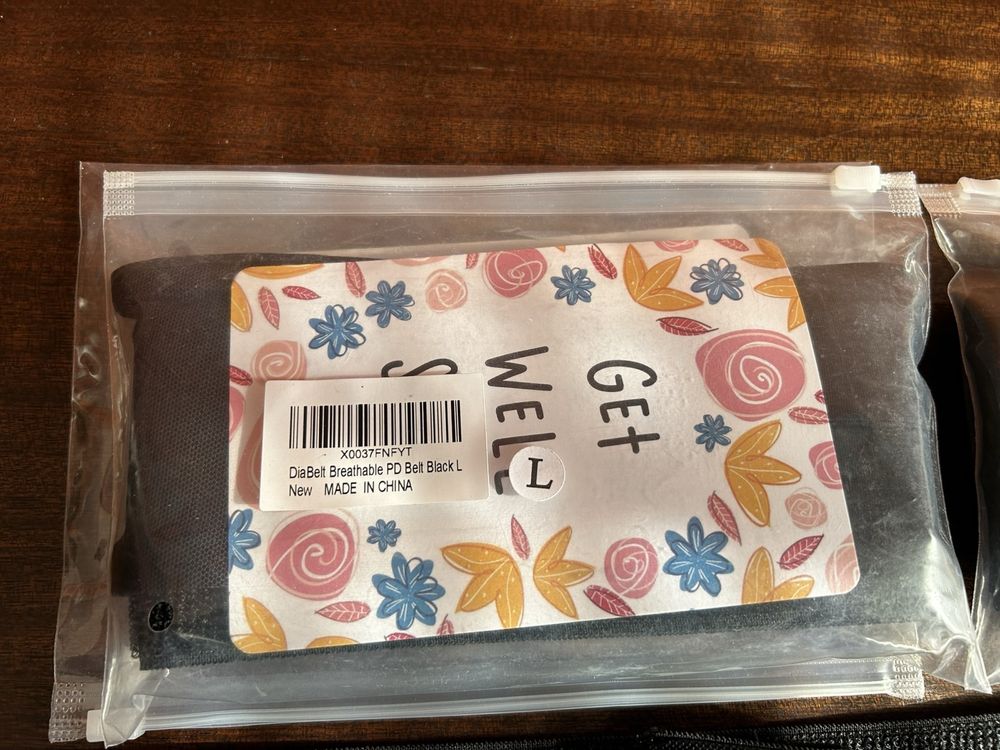 Get
WELL
X0037FNFYT
DiaBelt Breathable PD Belt Black L
New MADE IN CHINA
L